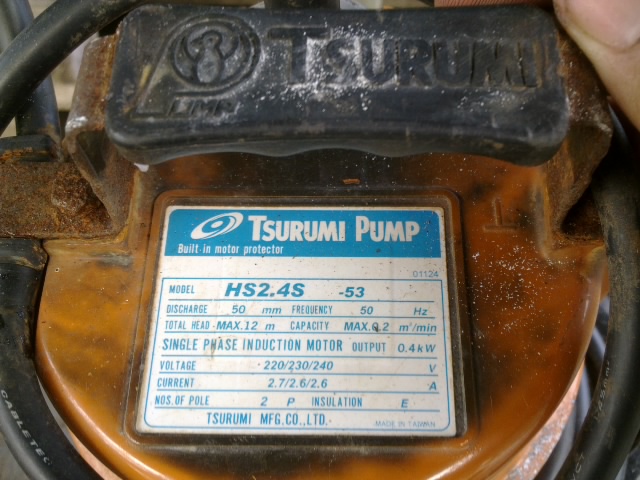 PUMP TSURUMI
TSURUMI PUMP
Built-in motor protector
01124
MODEL HS2.4S -53
DISCHARGE 50 mm FREQUENCY 50 Hz
TOTAL HEAD MAX.12 m CAPACITY MAX.0.2 m³/min
SINGLE PHASE INDUCTION MOTOR OUTPUT 0.4kW
VOLTAGE 220/230/240 V
CURRENT 2.7/2.6/2.6 A
NOS.OF POLE 2 P INSULATION E
TSURUMI MFG.CO.,LTD.
MADE IN TAIWAN
CABLETEC